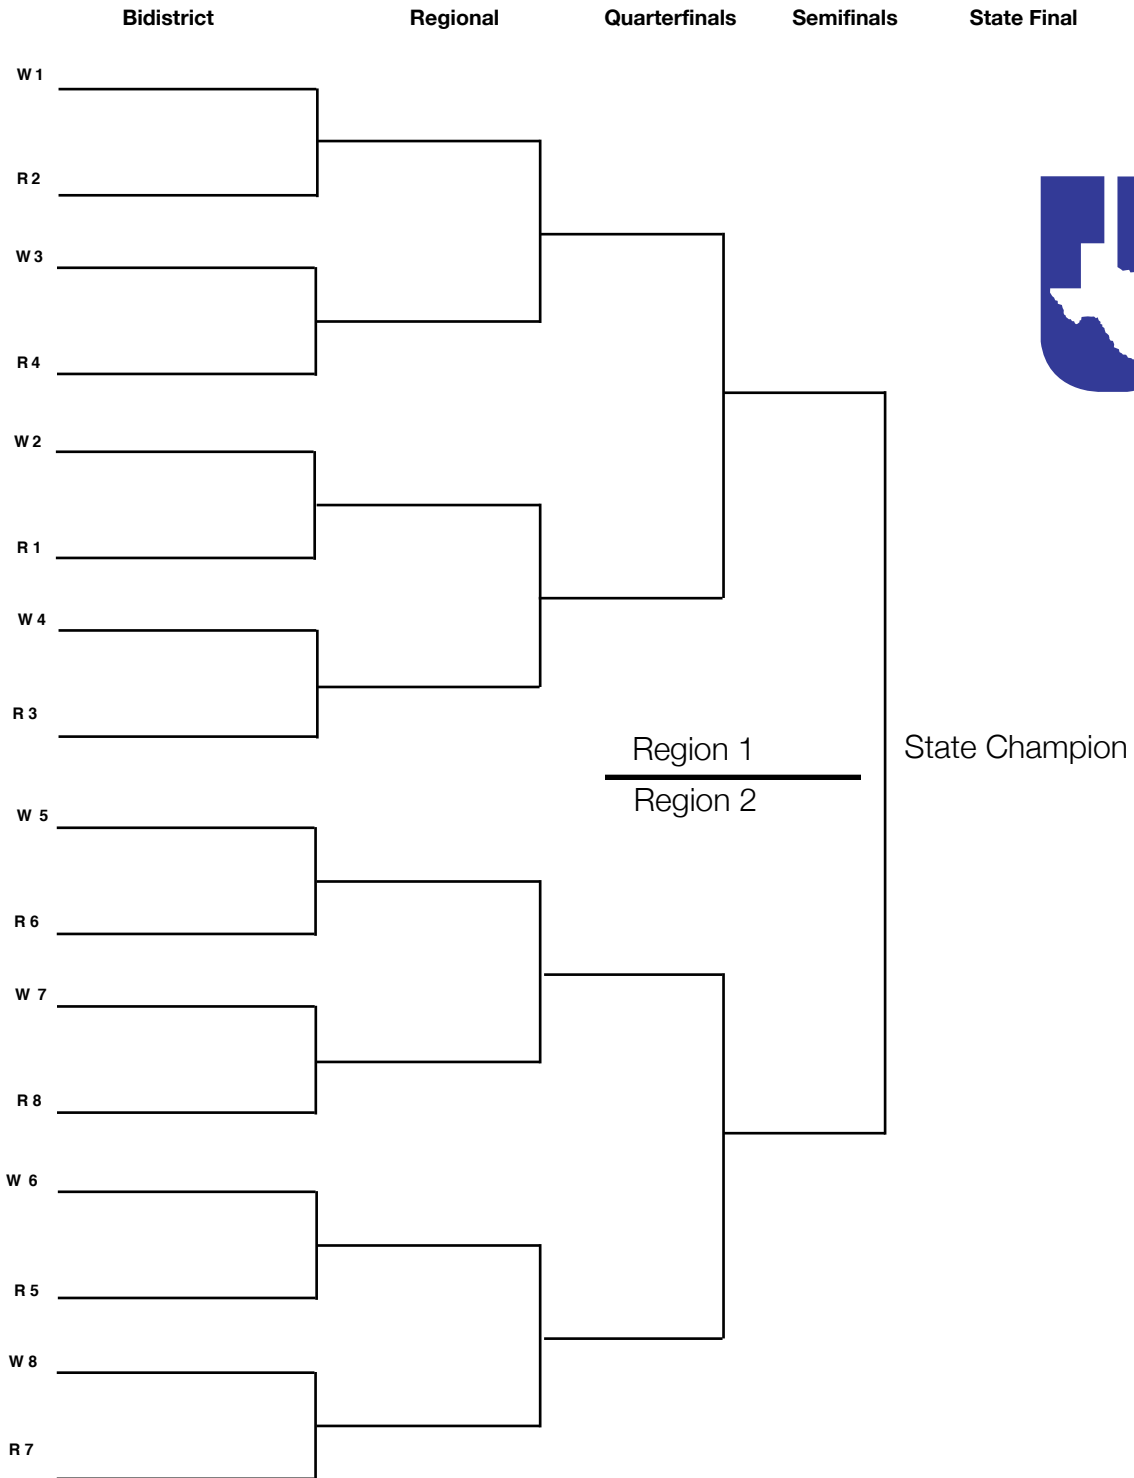 Bidistrict Regional Quarterfinals Semifinals State Final
W 1
R 2
W 3
R 4
W 2
R 1
W 4
R 3
Region 1
State Champion
Region 2
W 5
R 6
W 7
R 8
W 6
R 5
W 8
R 7